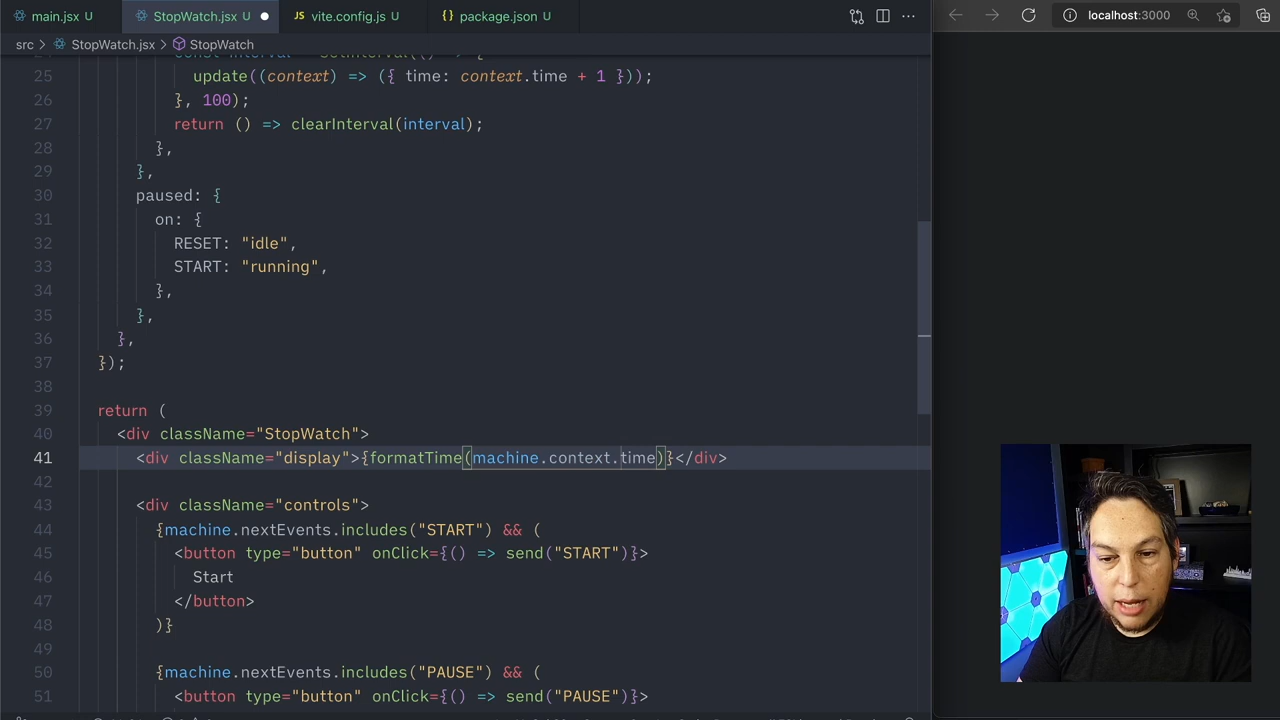 main.jsx U StopWatch.jsx U vite.config.js U package.json U
localhost:3000
src > StopWatch.jsx > StopWatch
25 update((context) => ({ time: context.time + 1 }));
26 }, 100);
27 return () => clearInterval(interval);
28 },
29 },
30 paused: {
31 on: {
32 RESET: "idle",
33 START: "running",
34 },
35 },
36 },
37 });
38
39 return (
40 <div className="StopWatch">
41 <div className="display">{formatTime(machine.context.time)}</div>
42
43 <div className="controls">
44 {machine.nextEvents.includes("START") && (
45 <button type="button" onClick={() => send("START")}>
46 Start
47 </button>
48 )}
49
50 {machine.nextEvents.includes("PAUSE") && (
51 <button type="button" onClick={() => send("PAUSE")}>